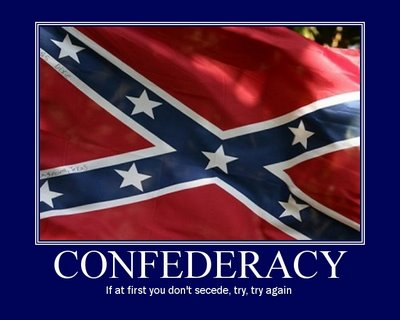 CONFEDERACY
If at first you don't secede, try, try again